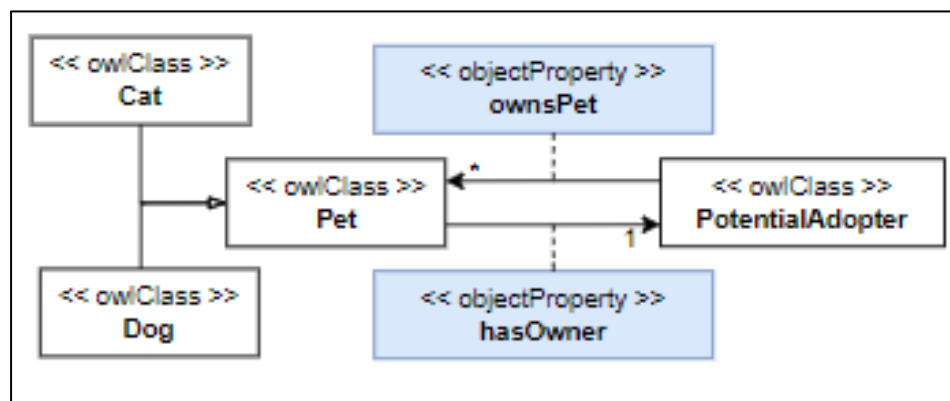 << owlClass >>
Cat
<< objectProperty >>
ownsPet
<< owlClass >>
Pet
*
<< owlClass >>
PotentialAdopter
1
<< owlClass >>
Dog
<< objectProperty >>
hasOwner